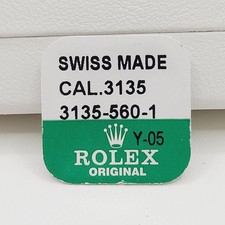 SWISS MADE
CAL.3135
3135-560-1
Y-05
ROLEX
ORIGINAL